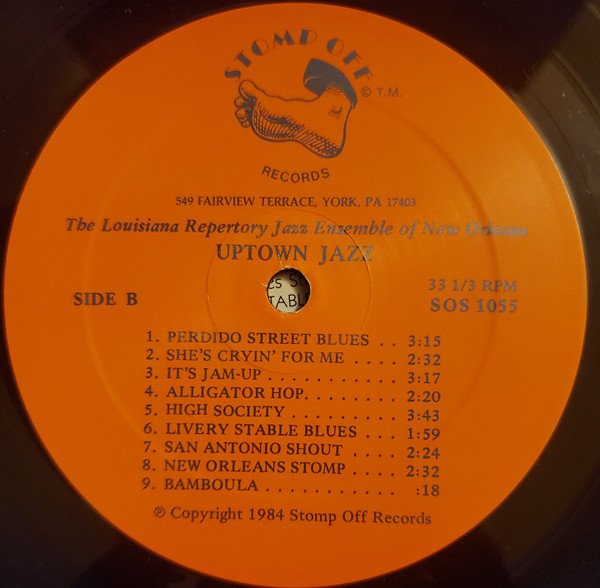 STOMP OFF
© T.M.
RECORDS
549 FAIRVIEW TERRACE, YORK, PA 17403
The Louisiana Repertory Jazz Ensemble of New Orleans
UPTOWN JAZZ
SIDE B
33 1/3 RPM
SOS 1055
TABL
1. PERDIDO STREET BLUES . . 3:15
2. SHE'S CRYIN' FOR ME . . . . 2:32
3. IT'S JAM-UP . . . . . . . . . . . 3:17
4. ALLIGATOR HOP. . . . . . . . . 2:20
5. HIGH SOCIETY . . . . . . . . . . 3:43
6. LIVERY STABLE BLUES . . . 1:59
7. SAN ANTONIO SHOUT . . . . 2:24
8. NEW ORLEANS STOMP . . . . 2:32
9. BAMBOULA . . . . . . . . . . . . :18
℗ Copyright 1984 Stomp Off Records